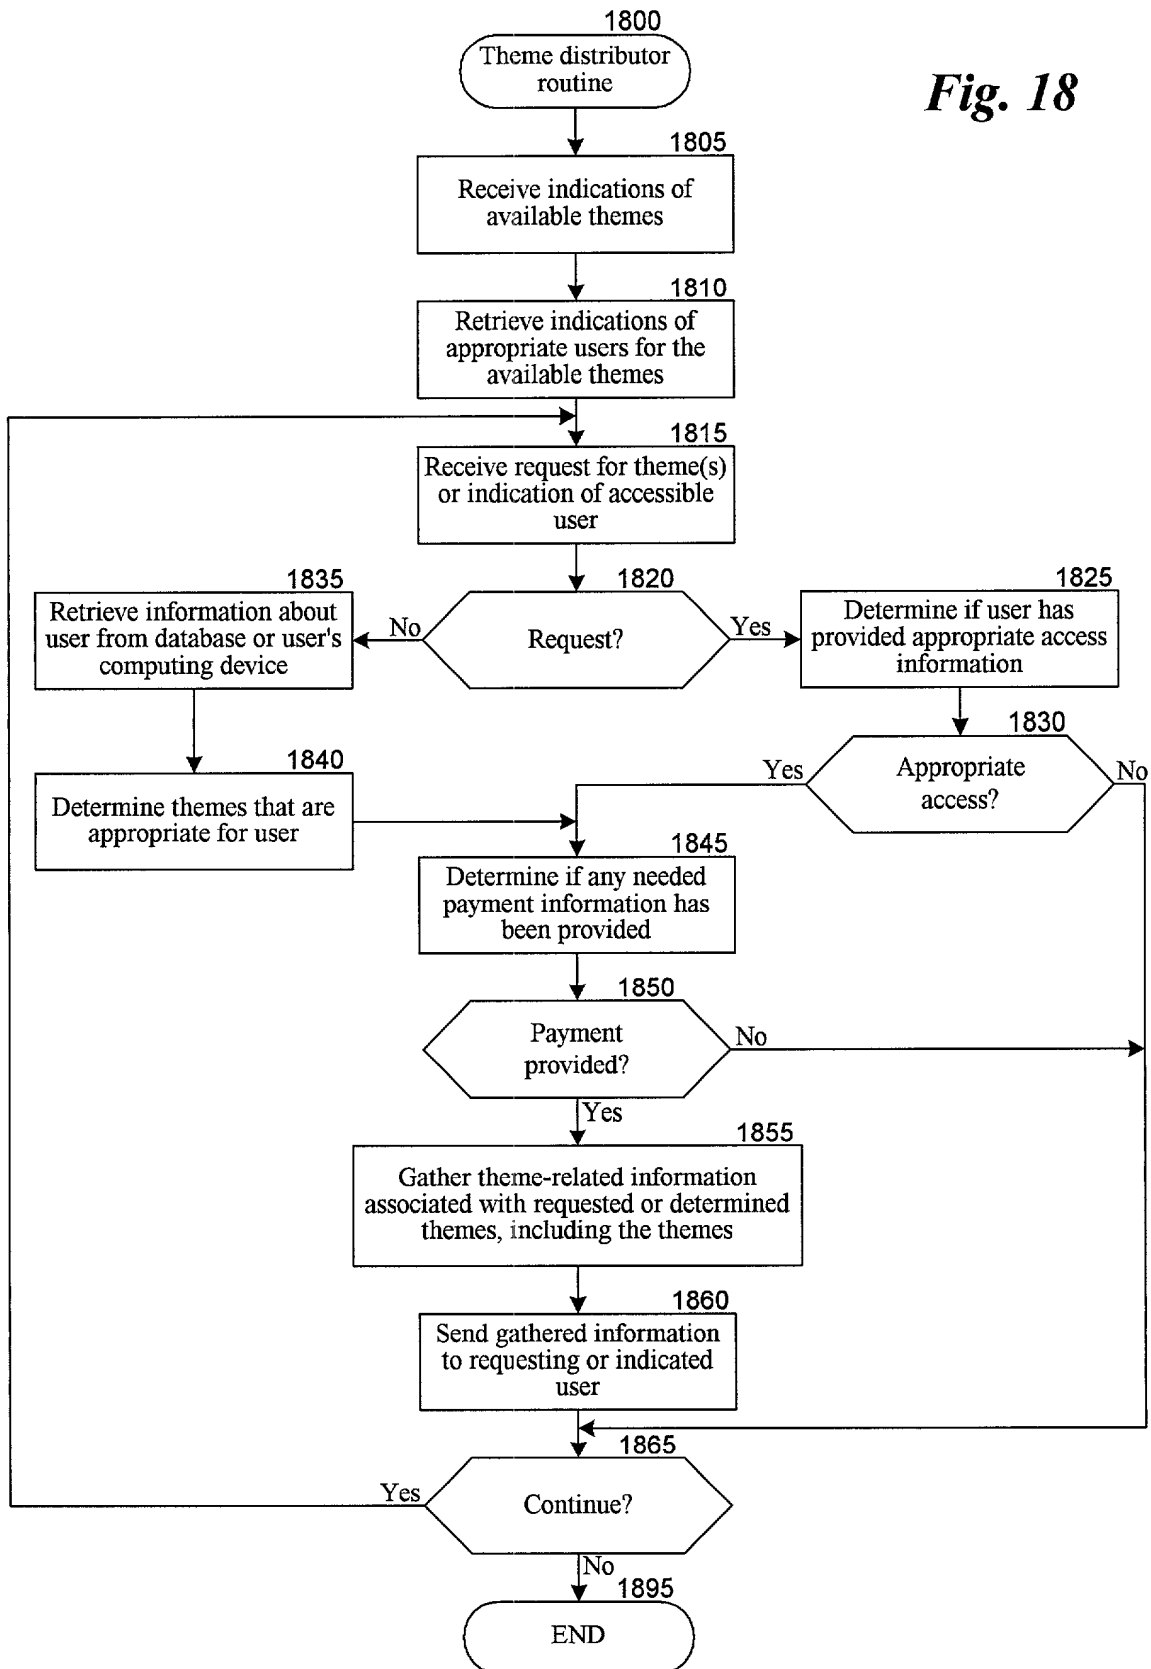 1800
Theme distributor
routine
Fig. 18
1805
Receive indications of
available themes
1810
Retrieve indications of
appropriate users for the
available themes
1815
Receive request for theme(s)
or indication of accessible
user
1820
Request?
No
Yes
1835
Retrieve information about
user from database or user's
computing device
1825
Determine if user has
provided appropriate access
information
1830
Appropriate
access?
Yes
No
1840
Determine themes that are
appropriate for user
1845
Determine if any needed
payment information has
been provided
1850
Payment
provided?
No
Yes
1855
Gather theme-related information
associated with requested or determined
themes, including the themes
1860
Send gathered information
to requesting or indicated
user
1865
Continue?
Yes
No
1895
END